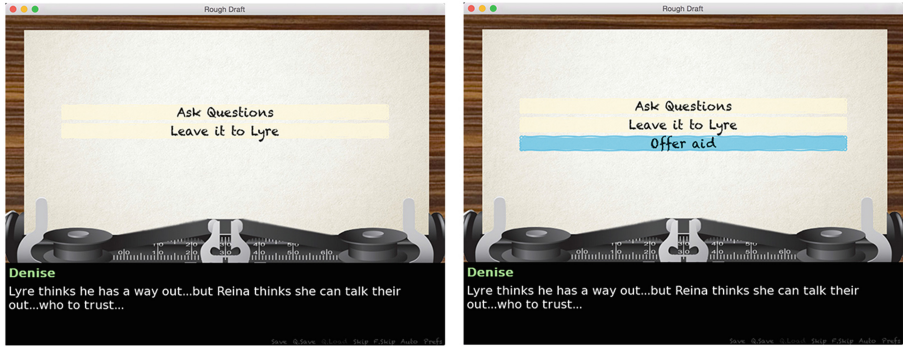 Rough Draft
Ask Questions
Leave it to Lyre
Denise
Lyre thinks he has a way out...but Reina thinks she can talk their
out...who to trust...
Save Q.Save Q.Load Skip F.Skip Auto Prefs
Rough Draft
Ask Questions
Leave it to Lyre
Offer aid
Denise
Lyre thinks he has a way out...but Reina thinks she can talk their
out...who to trust...
Save Q.Save Q.Load Skip F.Skip Auto Prefs